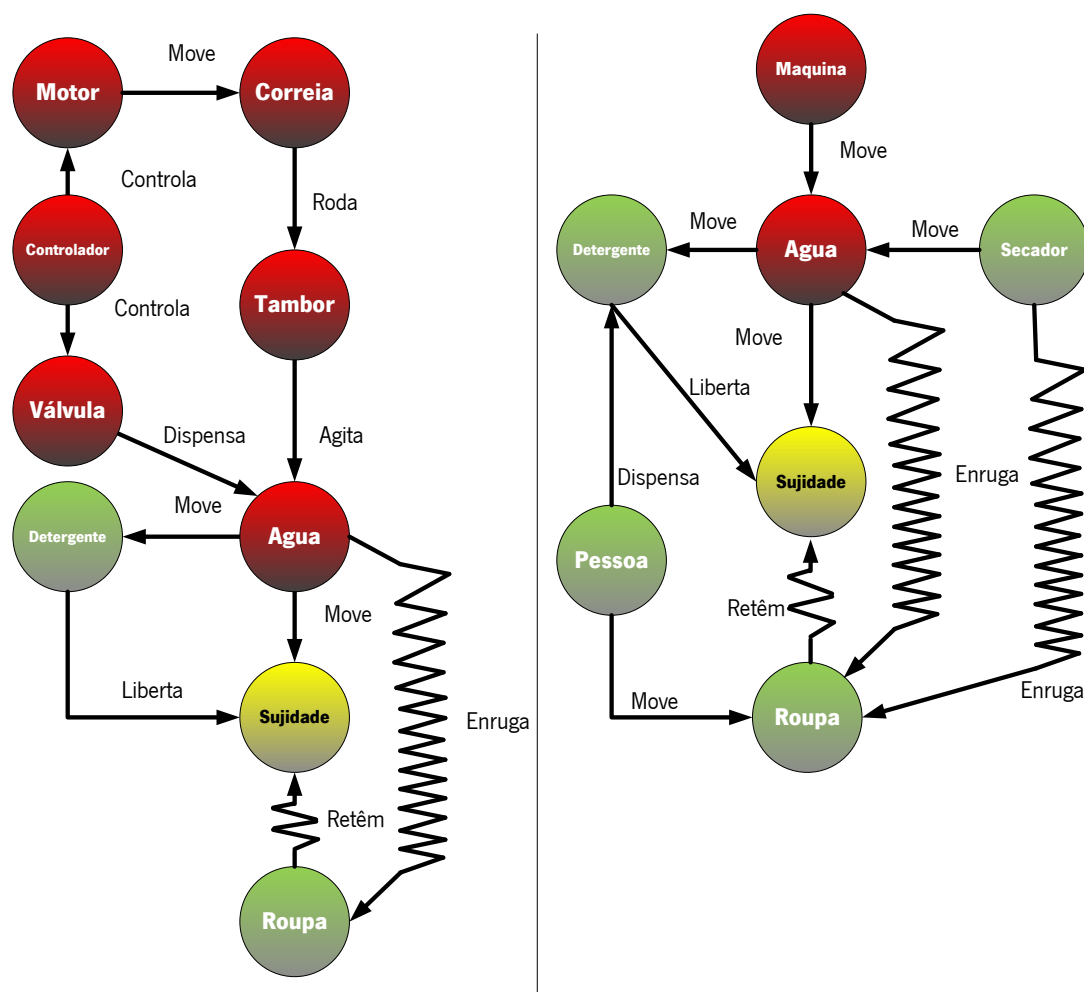 Move
Motor
Correia
Controla
Roda
Controlador
Controla
Tambor
Válvula
Dispensa
Agita
Move
Detergente
Agua
Move
Liberta
Sujidade
Enruga
Retêm
Roupa
Maquina
Move
Move
Move
Detergente
Agua
Secador
Move
Liberta
Dispensa
Sujidade
Enruga
Pessoa
Retêm
Move
Roupa
Enruga